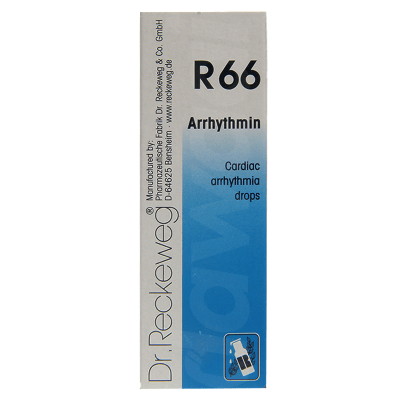 R66
Arrhythmin
Cardiac
arrhythmia
drops
Dr.Reckeweg®
Manufactured by:
Pharmazeutische Fabrik Dr. Reckeweg & Co. GmbH
D-64625 Bensheim · www.reckeweg.de